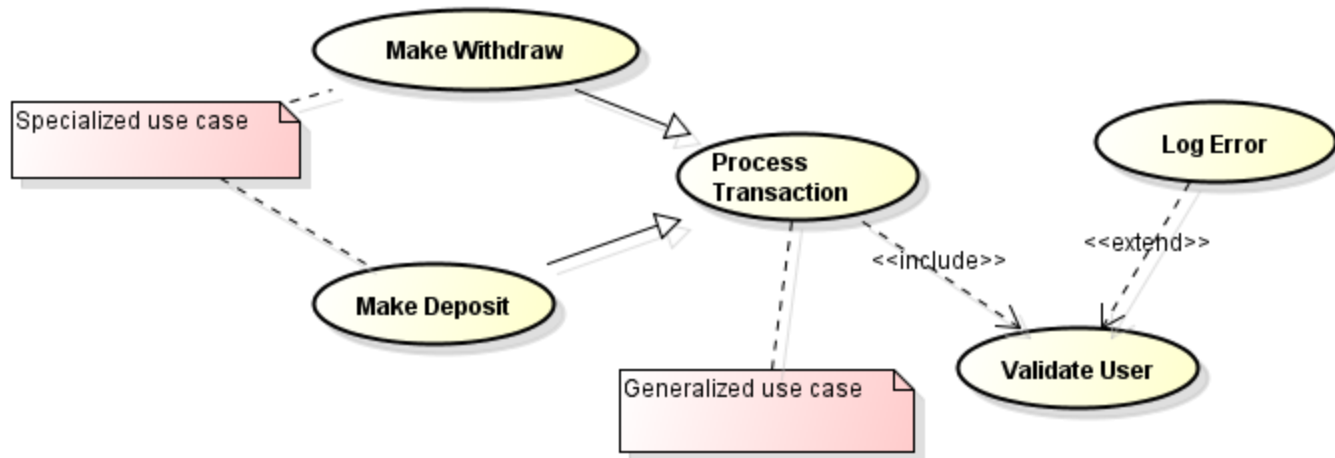 Make Withdraw
Specialized use case
Log Error
Process
Transaction
<<extend>>
<<include>>
Make Deposit
Validate User
Generalized use case